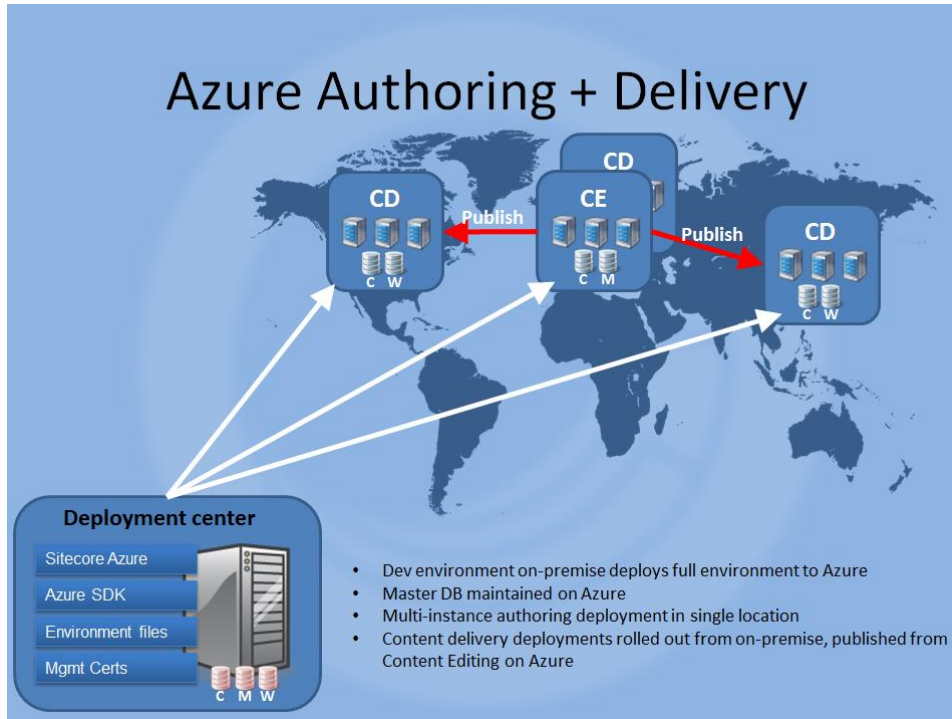 Azure Authoring + Delivery
CD
C W
Publish
CD
CE
C M
Publish
CD
C W
Deployment center
Sitecore Azure
Azure SDK
Environment files
Mgmt Certs
C M W
• Dev environment on-premise deploys full environment to Azure
• Master DB maintained on Azure
• Multi-instance authoring deployment in single location
• Content delivery deployments rolled out from on-premise, published from
Content Editing on Azure